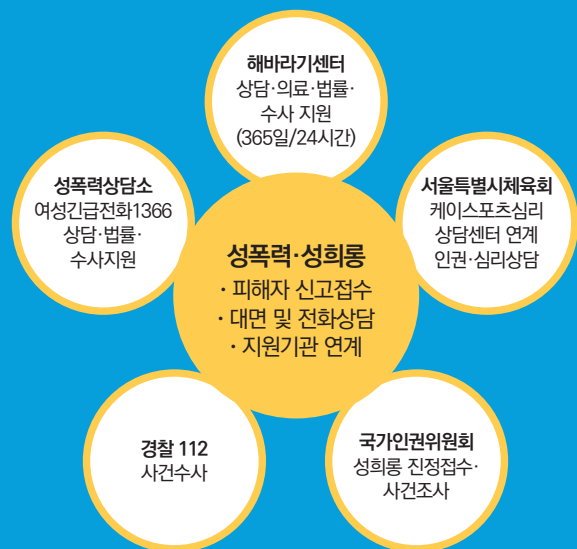 해바라기센터
상담·의료·법률·
수사 지원
(365일/24시간)
성폭력상담소
여성긴급전화1366
상담·법률·
수사지원
서울특별시체육회
케이스포츠심리
상담센터 연계
인권·심리상담
성폭력·성희롱
· 피해자 신고접수
· 대면 및 전화상담
· 지원기관 연계
경찰 112
사건수사
국가인권위원회
성희롱 진정접수·
사건조사